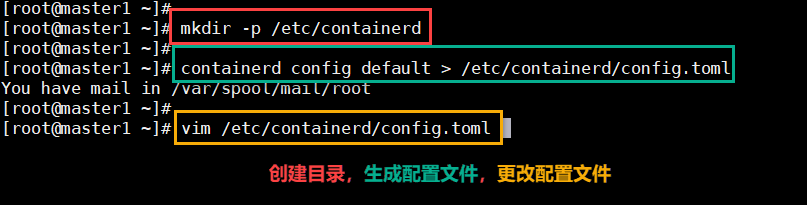 [root@master1 ~]#
[root@master1 ~]# mkdir -p /etc/containerd
[root@master1 ~]#
[root@master1 ~]# containerd config default > /etc/containerd/config.toml
You have mail in /var/spool/mail/root
[root@master1 ~]#
[root@master1 ~]# vim /etc/containerd/config.toml
创建目录，生成配置文件，更改配置文件